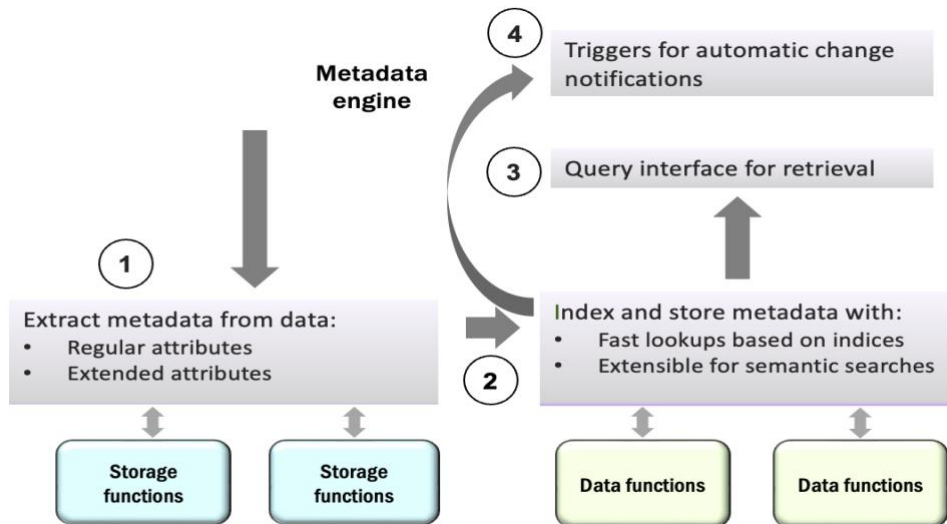 4
Triggers for automatic change
notifications
Metadata
engine
3
Query interface for retrieval
1
Extract metadata from data:
• Regular attributes
• Extended attributes
2
Index and store metadata with:
• Fast lookups based on indices
• Extensible for semantic searches
Storage
functions
Storage
functions
Data functions
Data functions